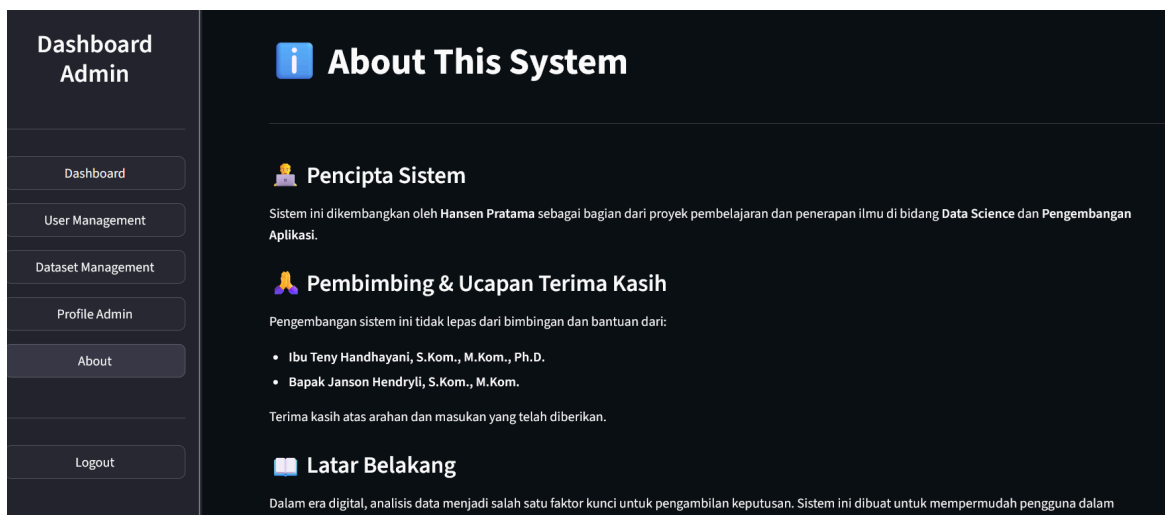 Dashboard
Admin
Dashboard
User Management
Dataset Management
Profile Admin
About
Logout
About This System
Pencipta Sistem
Sistem ini dikembangkan oleh Hansen Pratama sebagai bagian dari proyek pembelajaran dan penerapan ilmu di bidang Data Science dan Pengembangan
Aplikasi.
Pembimbing & Ucapan Terima Kasih
Pengembangan sistem ini tidak lepas dari bimbingan dan bantuan dari:
• Ibu Teny Handhayani, S.Kom., M.Kom., Ph.D.
• Bapak Janson Hendryli, S.Kom., M.Kom.
Terima kasih atas arahan dan masukan yang telah diberikan.
Latar Belakang
Dalam era digital, analisis data menjadi salah satu faktor kunci untuk pengambilan keputusan. Sistem ini dibuat untuk mempermudah pengguna dalam